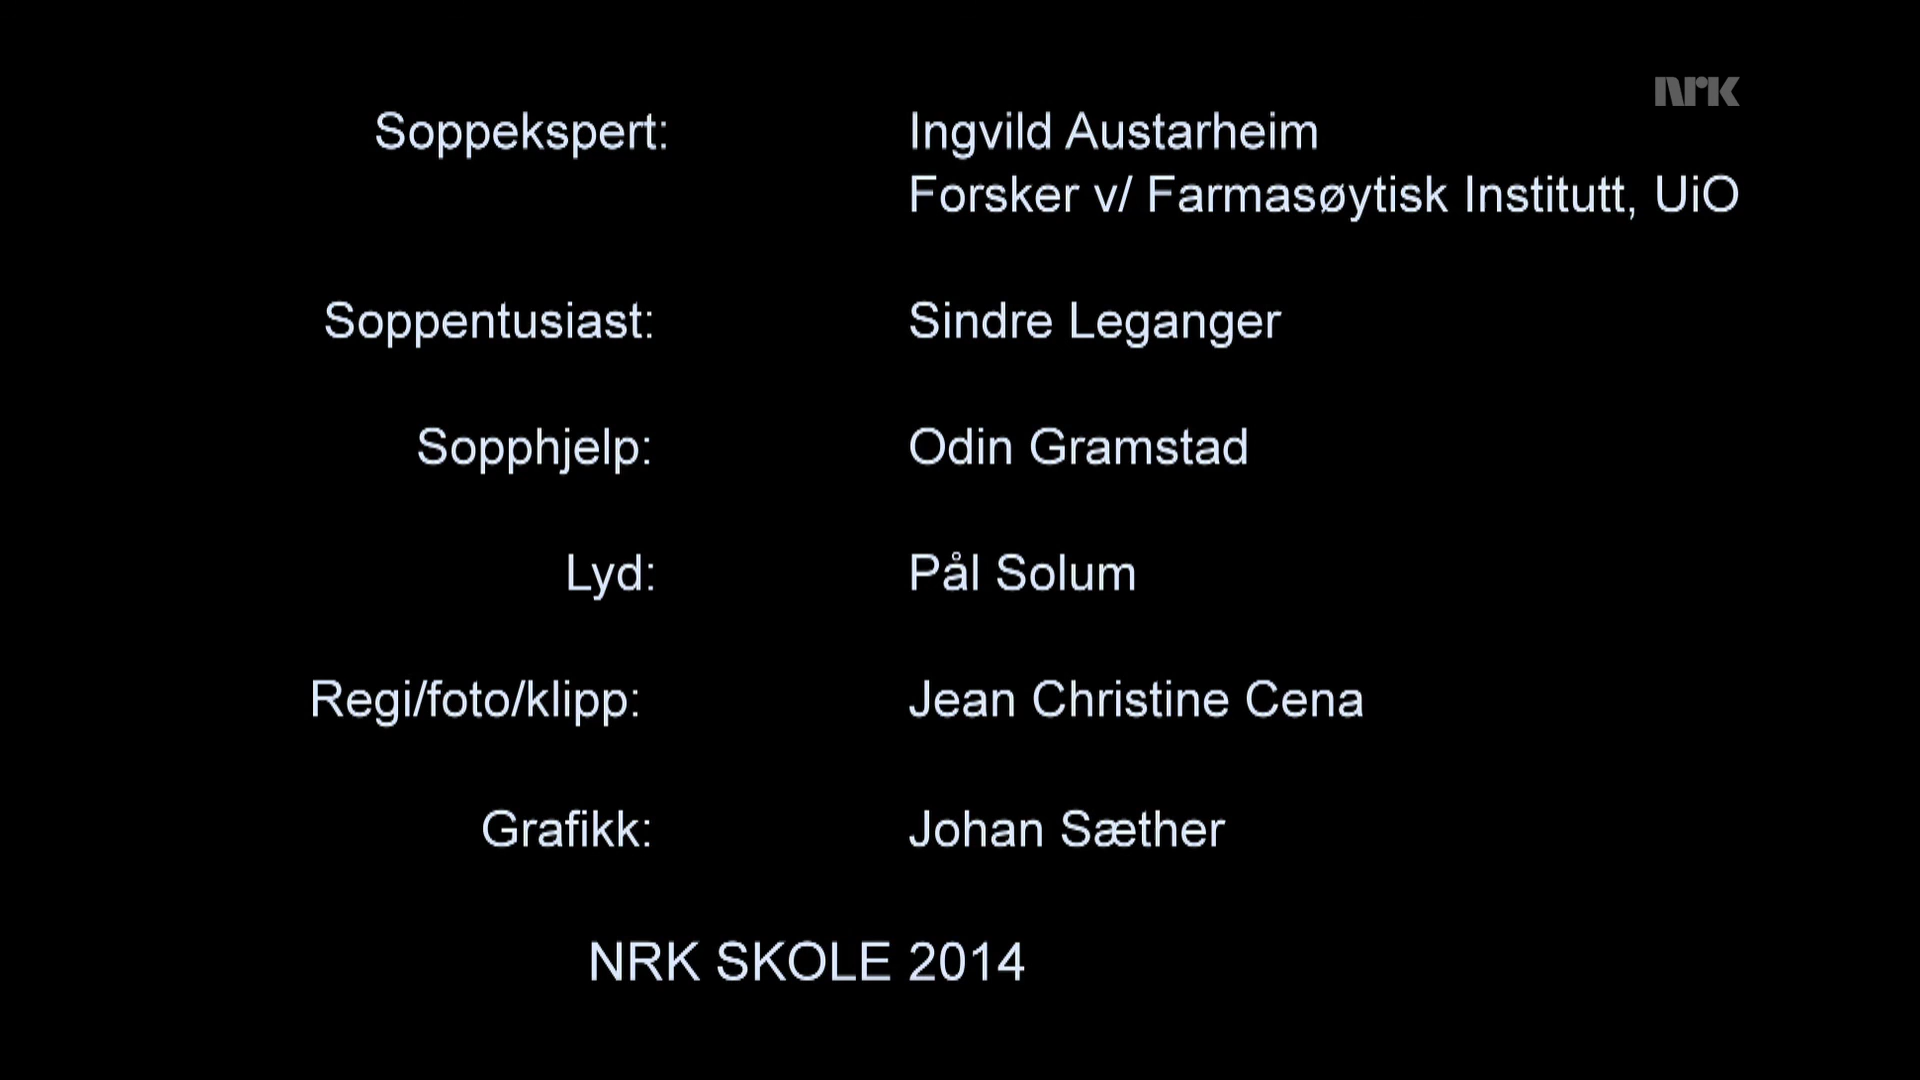 NRK
Soppekspert: Ingvild Austarheim
Forsker v/ Farmasøytisk Institutt, UiO
Soppentusiast: Sindre Leganger
Sopphjelp: Odin Gramstad
Lyd: Pål Solum
Regi/foto/klipp: Jean Christine Cena
Grafikk: Johan Sæther
NRK SKOLE 2014